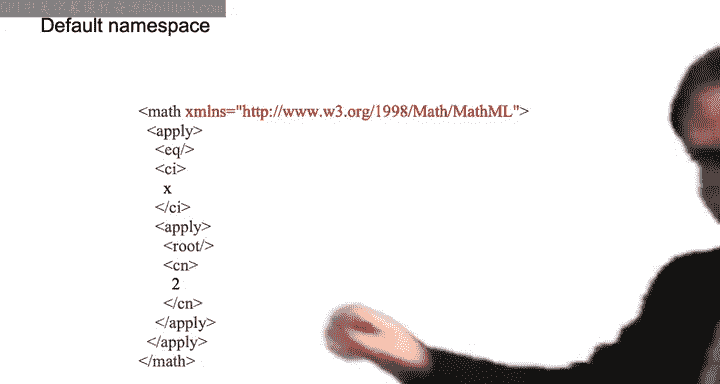 Default namespace
<math xmlns="http://www.w3.org/1998/Math/MathML">
<apply>
<eq/>
<ci>
x
</ci>
<apply>
<root/>
<cn>
2
</cn>
</apply>
</apply>
</math>